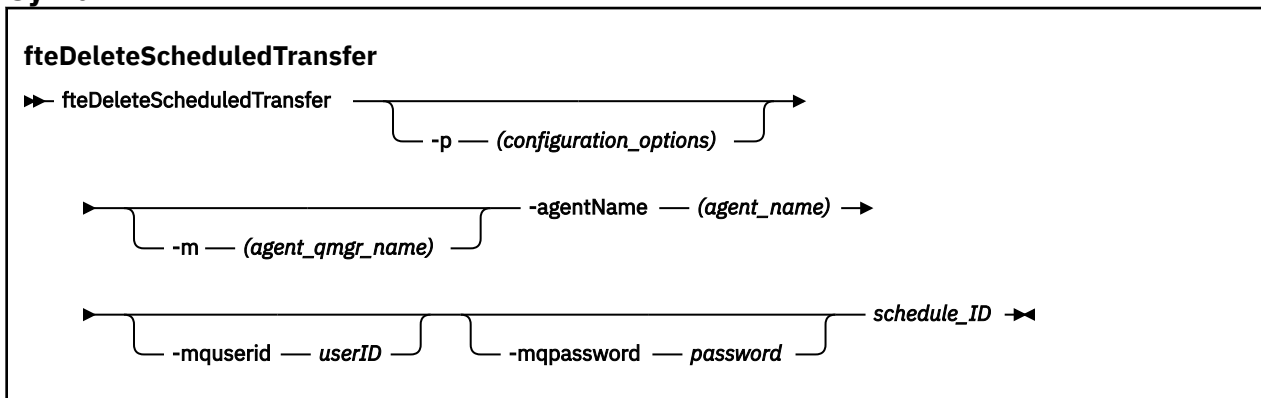 fteDeleteScheduledTransfer
fteDeleteScheduledTransfer
-p (configuration_options)
-agentName (agent_name)
-m (agent_qmgr_name)
schedule_ID
-mquserid userID -mqpassword password